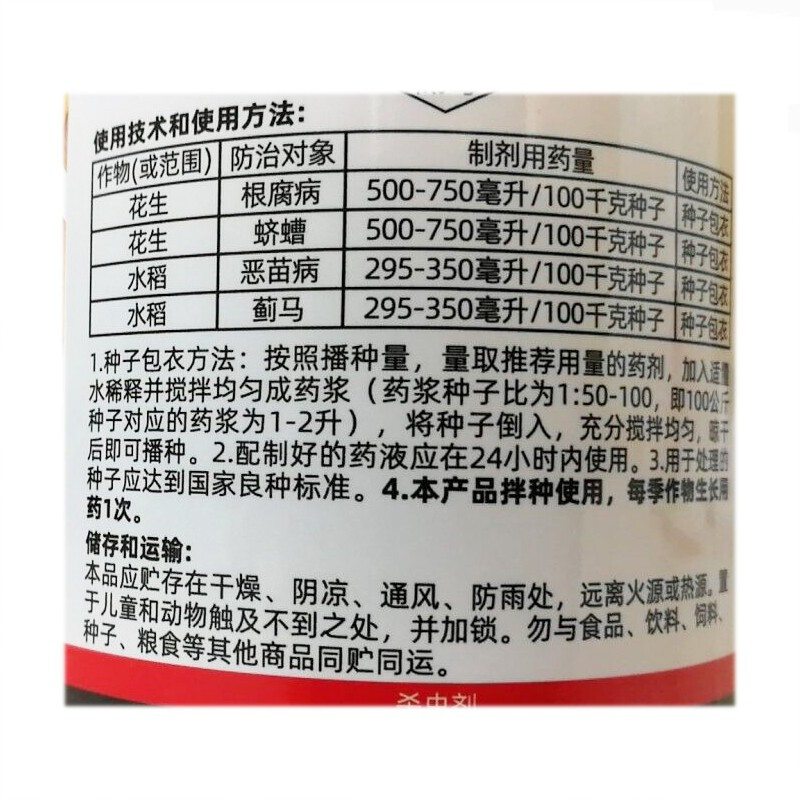 使用技术和使用方法：
作物(或范围) 防治对象 制剂用药量 使用方法
花生 根腐病 500-750毫升/100千克种子 种子包衣
花生 蛴螬 500-750毫升/100千克种子 种子包衣
水稻 恶苗病 295-350毫升/100千克种子 种子包衣
水稻 蓟马 295-350毫升/100千克种子 种子包衣
1.种子包衣方法：按照播种量，量取推荐用量的药剂，加入适量
水稀释并搅拌均匀成药浆（药浆种子比为1:50-100，即100公斤
种子对应的药浆为1-2升），将种子倒入，充分搅拌均匀，晾干
后即可播种。2.配制好的药液应在24小时内使用。3.用于处理的
种子应达到国家良种标准。4.本产品拌种使用，每季作物生长用
药1次。
储存和运输：
本品应贮存在干燥、阴凉、通风、防雨处，远离火源或热源。置
于儿童和动物触及不到之处，并加锁。勿与食品、饮料、饲料、
种子、粮食等其他商品同贮同运。
杀虫剂